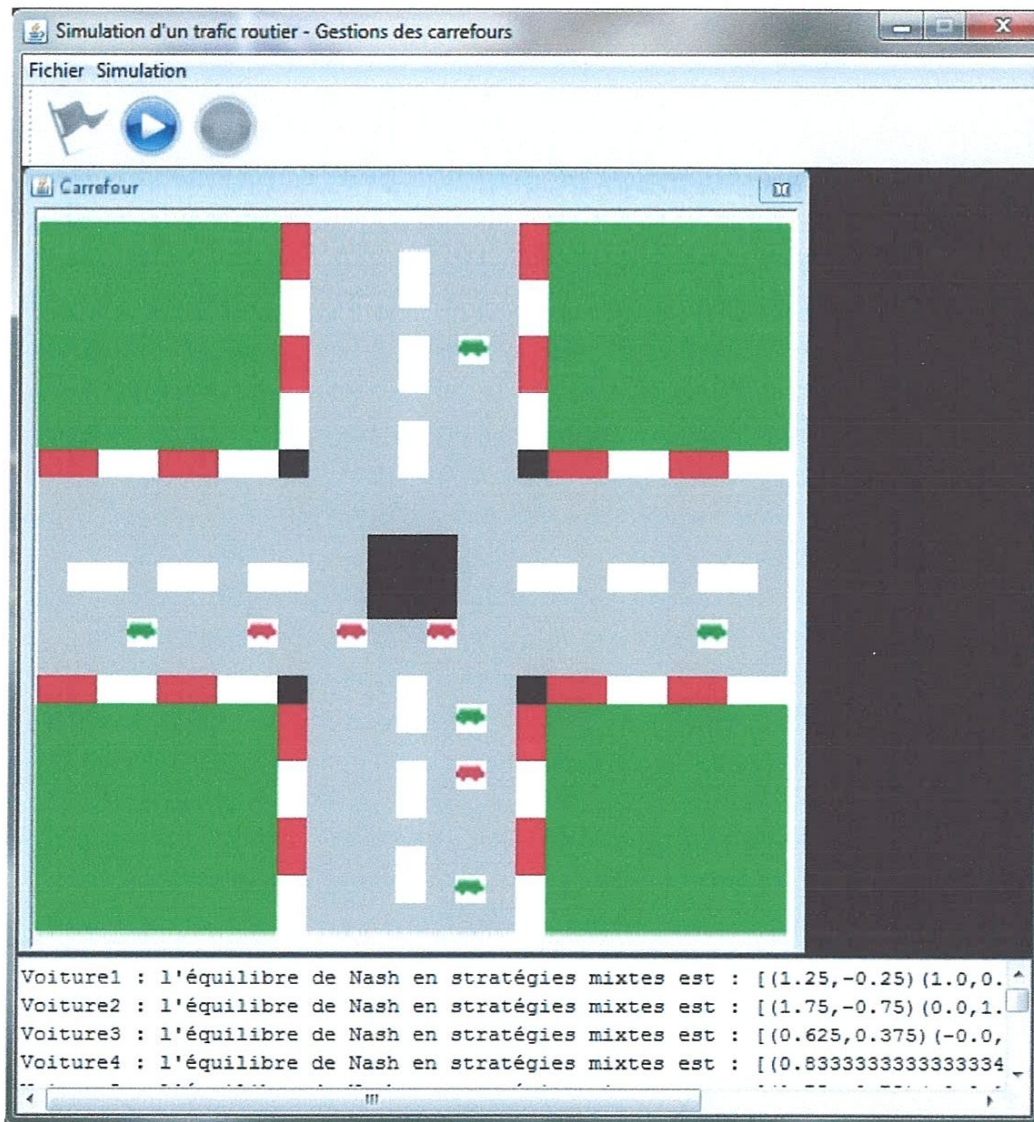 Simulation d'un trafic routier - Gestions des carrefours
Fichier Simulation
Carrefour
Voiture1 : l'équilibre de Nash en stratégies mixtes est : [(1.25,-0.25)(1.0,0.
Voiture2 : l'équilibre de Nash en stratégies mixtes est : [(1.75,-0.75)(0.0,1.
Voiture3 : l'équilibre de Nash en stratégies mixtes est : [(0.625,0.375)(-0.0,
Voiture4 : l'équilibre de Nash en stratégies mixtes est : [(0.8333333333333334